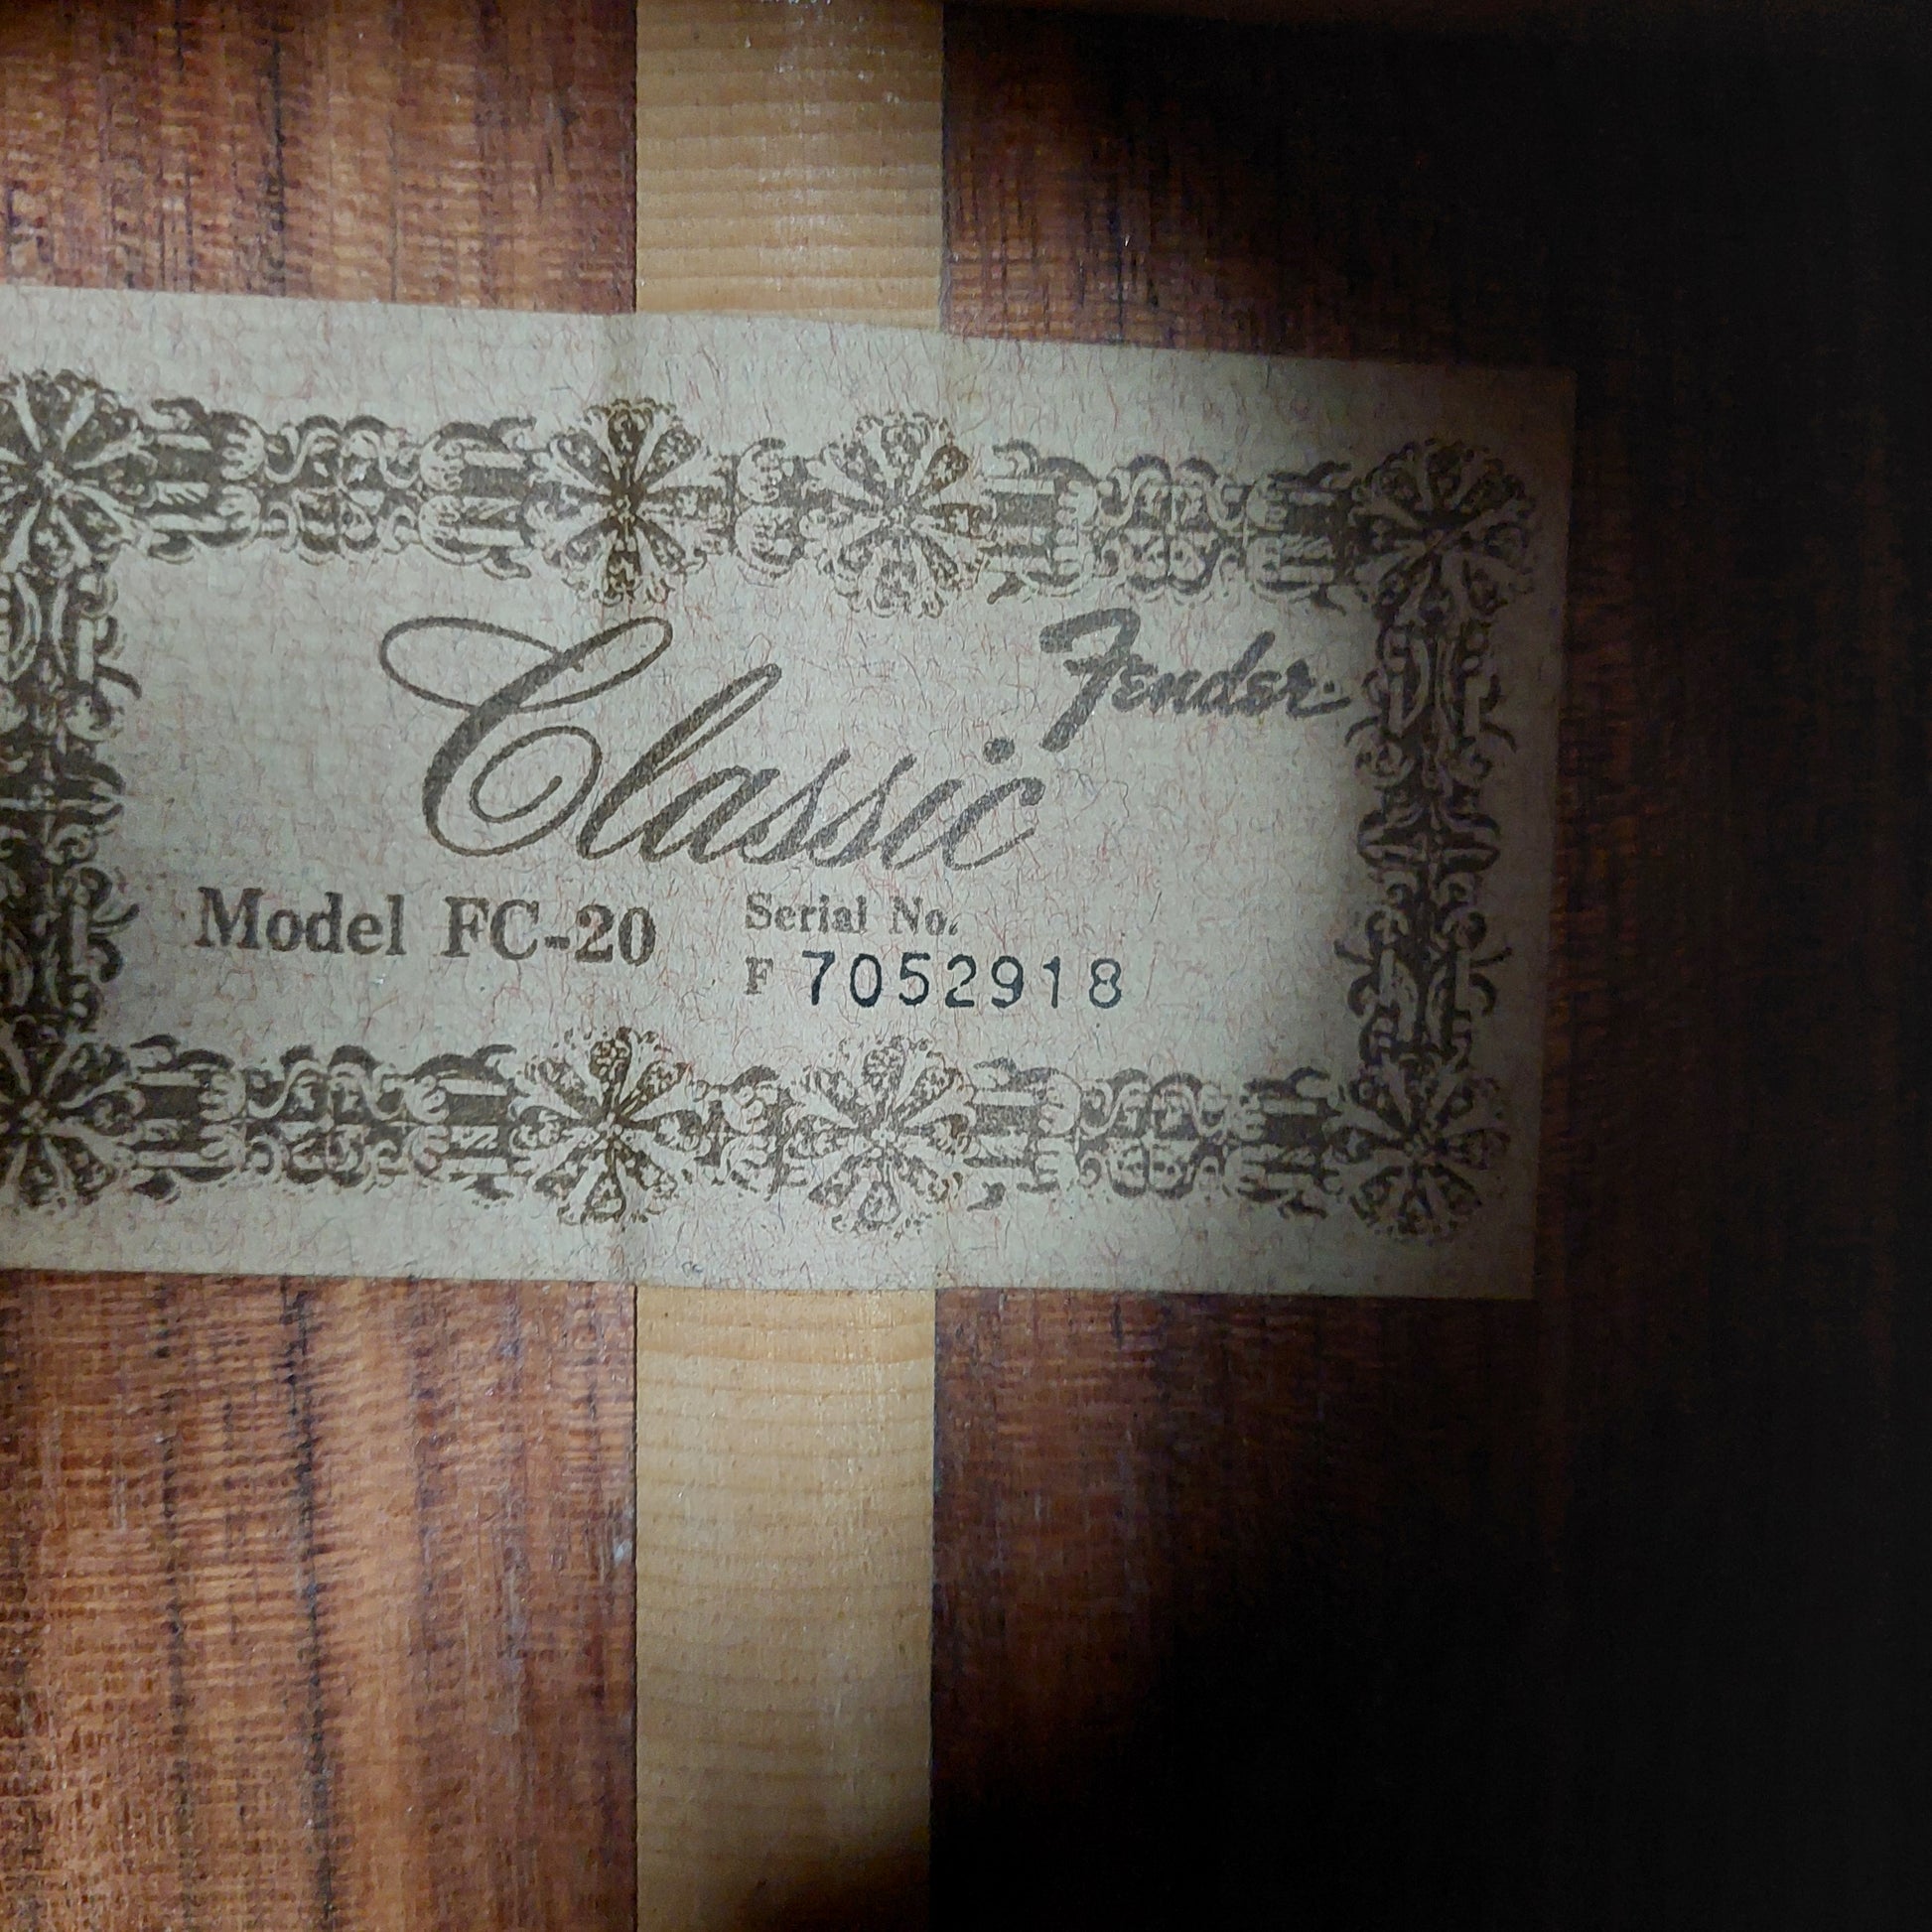 Fender
Classic
Model FC-20
Serial No.
F 7052918